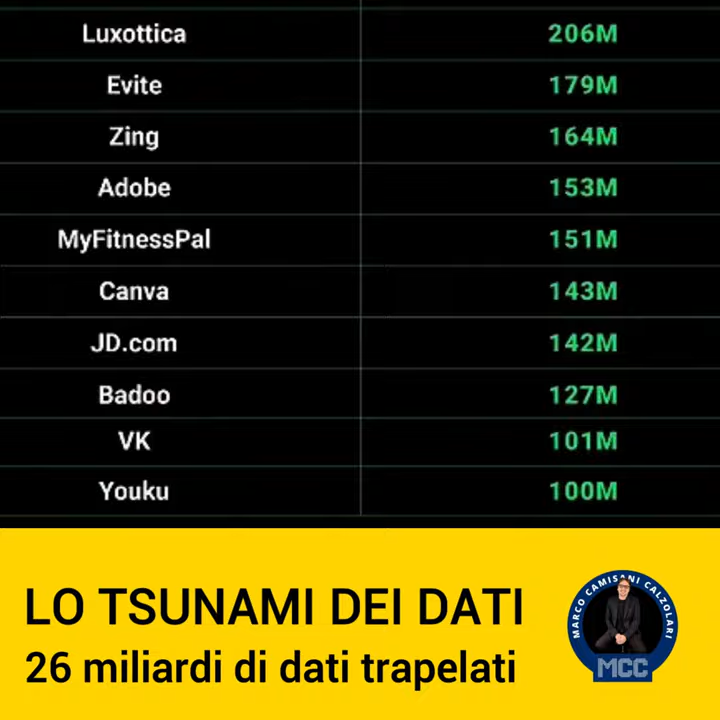 Luxottica 206M
Evite 179M
Zing 164M
Adobe 153M
MyFitnessPal 151M
Canva 143M
JD.com 142M
Badoo 127M
VK 101M
Youku 100M
LO TSUNAMI DEI DATI
26 miliardi di dati trapelati
MARCO CAMISANI CALZOLARI
MCC